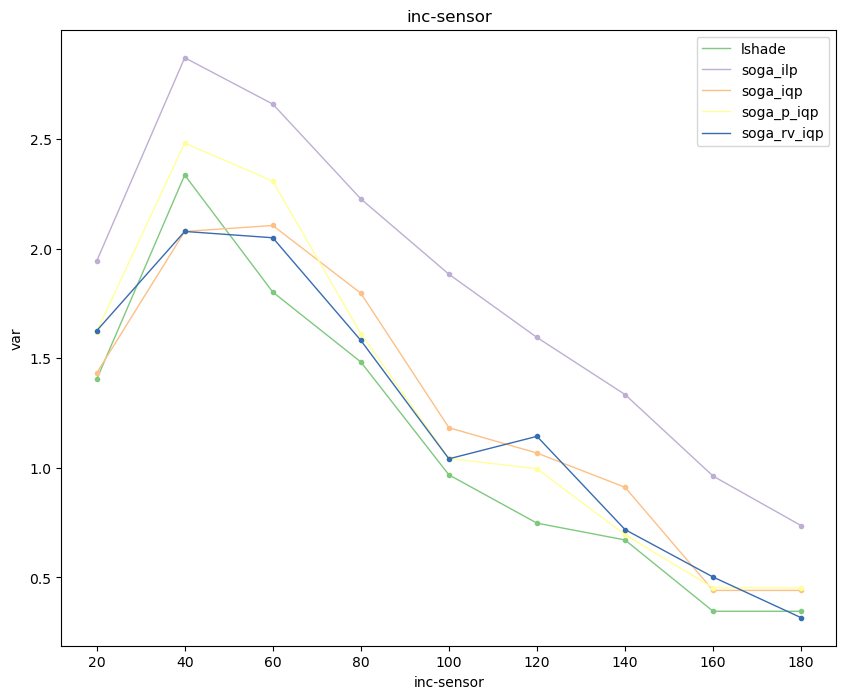 inc-sensor
lshade
soga_ilp
soga_iqp
soga_p_iqp
soga_rv_iqp
2.5
2.0
1.5
1.0
0.5
var
20 40 60 80 100 120 140 160 180
inc-sensor